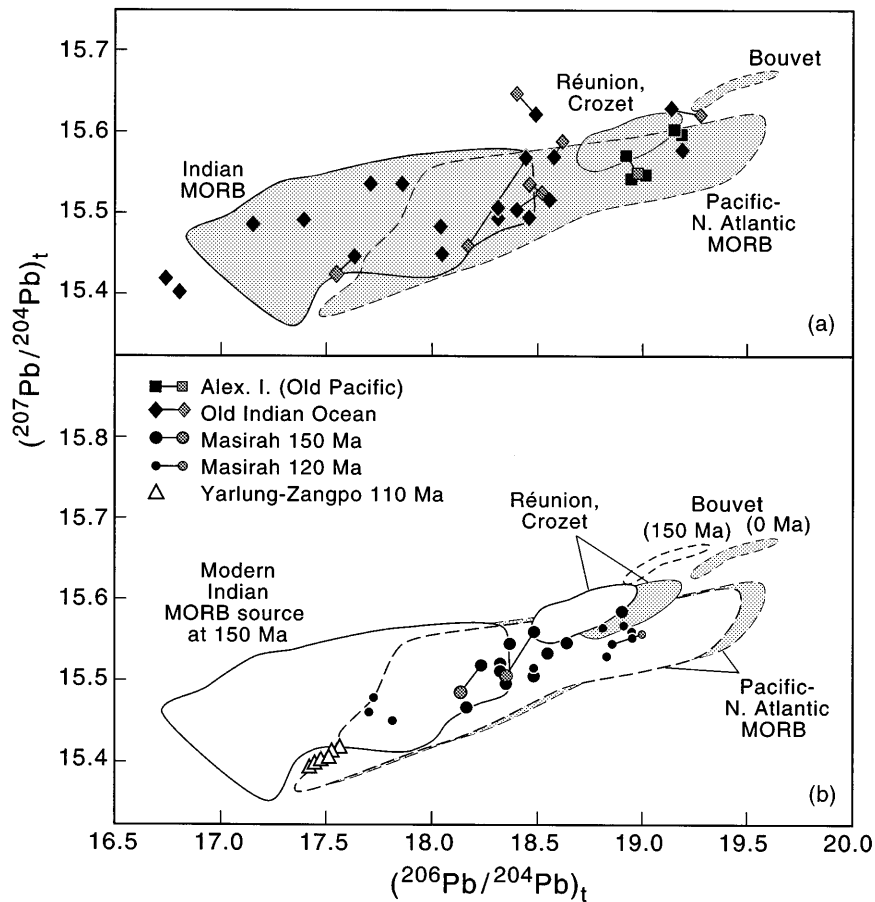 15.7
15.6
15.5
15.4
(²⁰⁷Pb/²⁰⁴Pb)ₜ
Indian
MORB
Réunion,
Crozet
Bouvet
Pacific-
N. Atlantic
MORB
(a)
Alex. I. (Old Pacific)
Old Indian Ocean
Masirah 150 Ma
Masirah 120 Ma
Yarlung-Zangpo 110 Ma
15.8
15.7
15.6
15.5
15.4
Modern
Indian
MORB source
at 150 Ma
Réunion,
Crozet
Bouvet
(150 Ma)
(0 Ma)
Pacific-
N. Atlantic
MORB
(b)
16.5 17.0 17.5 18.0 18.5 19.0 19.5 20.0
(²⁰⁶Pb/²⁰⁴Pb)ₜ